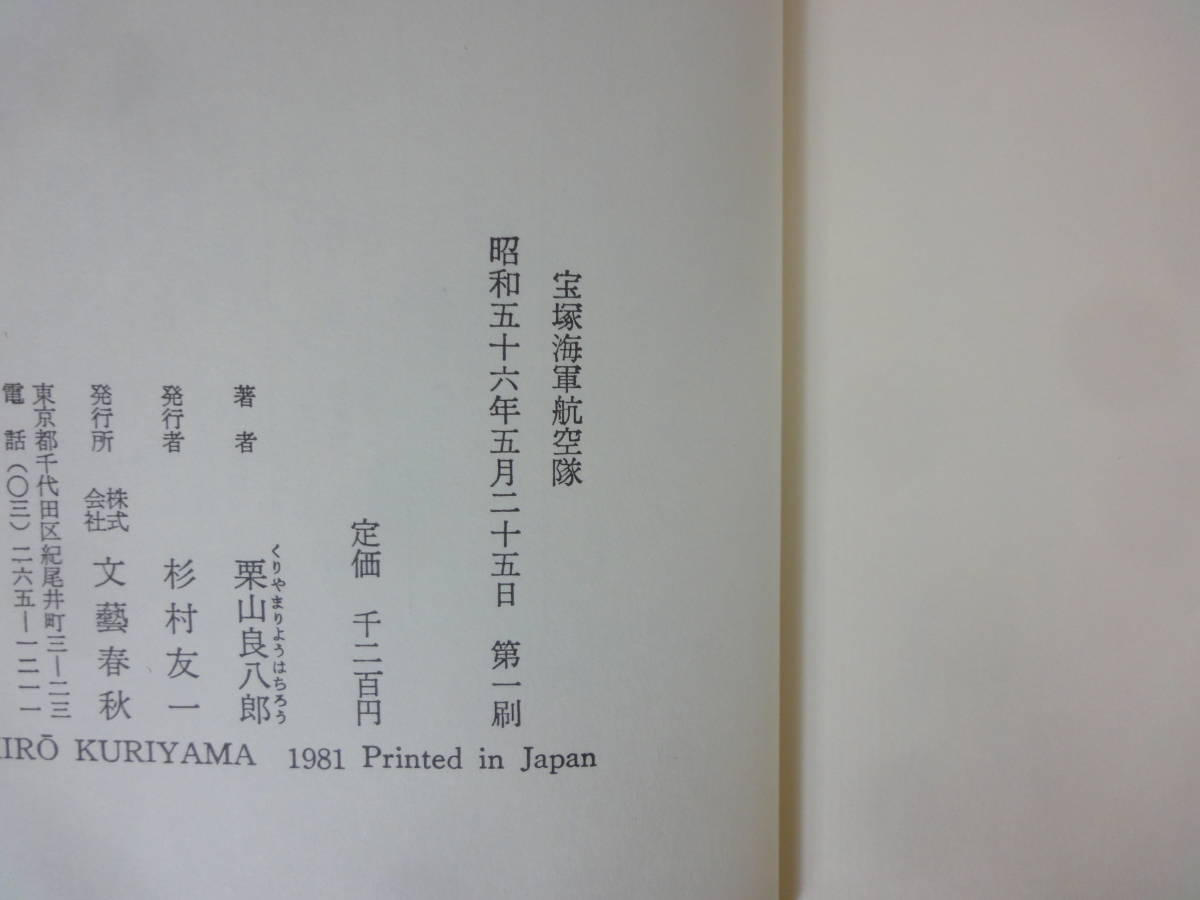 宝塚海軍航空隊
昭和五十六年五月二十五日 第一刷
定価 千二百円
くりやまりようはちろう
著者 栗山良八郎
発行者 杉村友一
発行所 株式会社 文藝春秋
東京都千代田区紀尾井町三—二三
電話(〇三)二六五—一二一一
HIRŌ KURIYAMA 1981 Printed in Japan